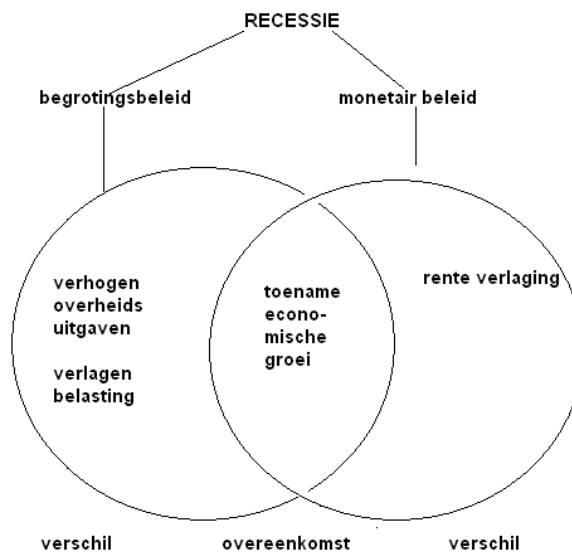 RECESSIE
begrotingsbeleid
monetair beleid
verhogen
overheids
uitgaven
verlagen
belasting
toename
econo-
mische
groei
rente verlaging
verschil
overeenkomst
verschil